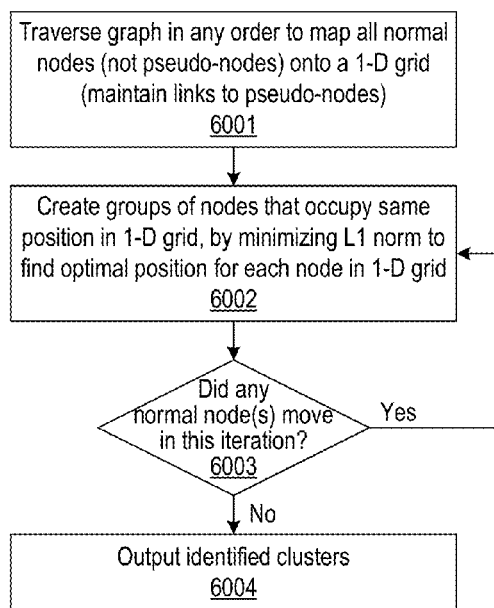 Traverse graph in any order to map all normal
nodes (not pseudo-nodes) onto a 1-D grid
(maintain links to pseudo-nodes)
6001
Create groups of nodes that occupy same
position in 1-D grid, by minimizing L1 norm to
find optimal position for each node in 1-D grid
6002
Did any
normal node(s) move
in this iteration?
6003
Yes
No
Output identified clusters
6004